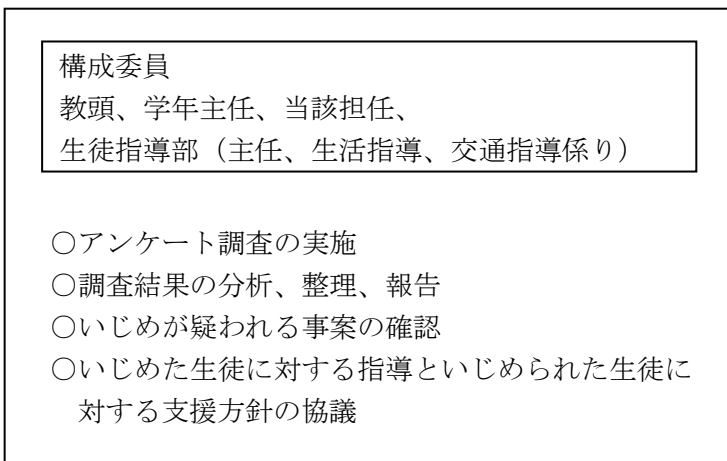 構成委員
教頭、学年主任、当該担任、
生徒指導部（主任、生活指導、交通指導係り）
○アンケート調査の実施
○調査結果の分析、整理、報告
○いじめが疑われる事案の確認
○いじめた生徒に対する指導といじめられた生徒に
対する支援方針の協議